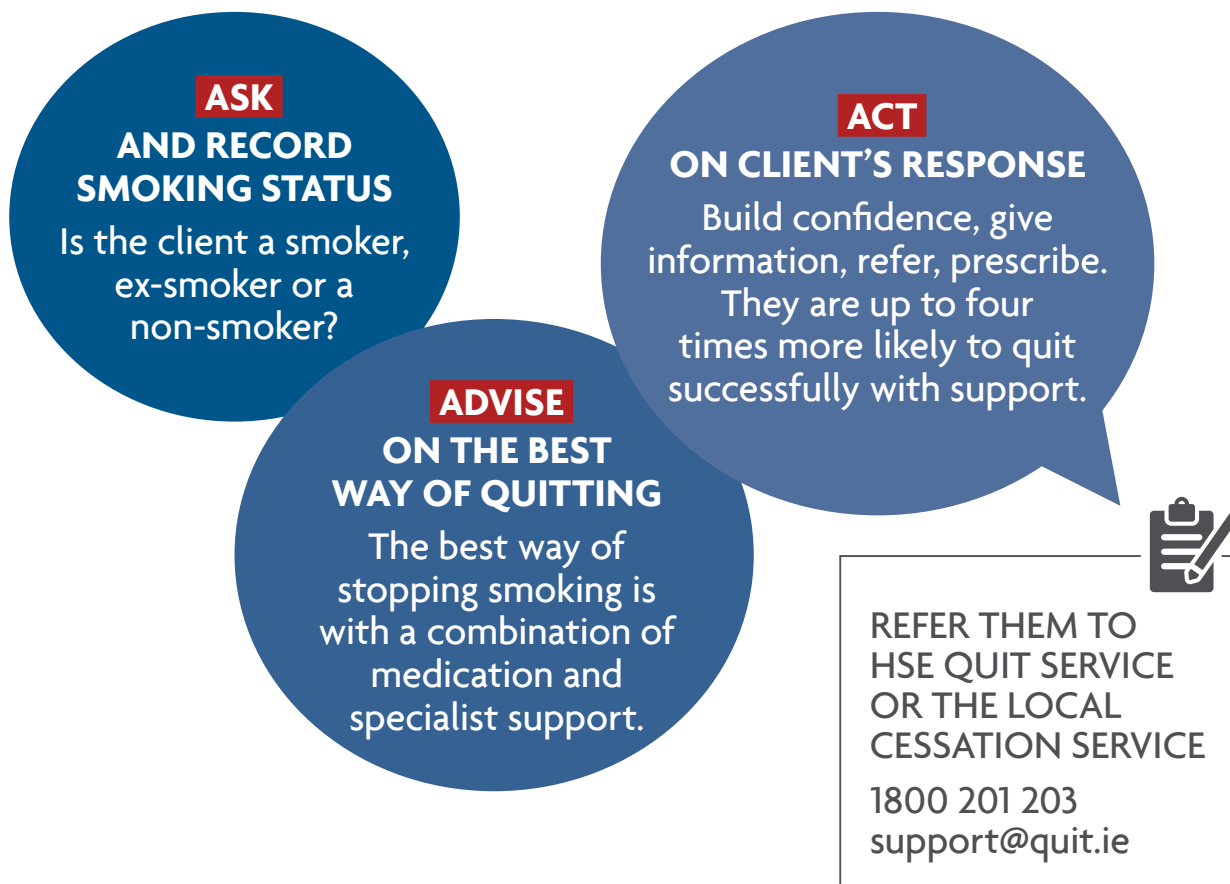 ASK
AND RECORD
SMOKING STATUS
Is the client a smoker,
ex-smoker or a
non-smoker?
ADVISE
ON THE BEST
WAY OF QUITTING
The best way of
stopping smoking is
with a combination of
medication and
specialist support.
ACT
ON CLIENT'S RESPONSE
Build confidence, give
information, refer, prescribe.
They are up to four
times more likely to quit
successfully with support.
REFER THEM TO
HSE QUIT SERVICE
OR THE LOCAL
CESSATION SERVICE
1800 201 203
support@quit.ie